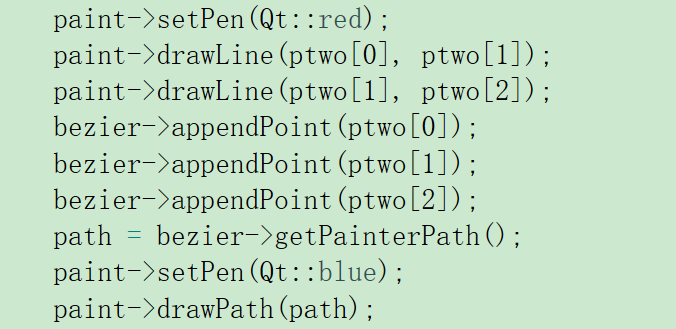 paint->setPen(Qt::red);
paint->drawLine(ptwo[0], ptwo[1]);
paint->drawLine(ptwo[1], ptwo[2]);
bezier->appendPoint(ptwo[0]);
bezier->appendPoint(ptwo[1]);
bezier->appendPoint(ptwo[2]);
path = bezier->getPainterPath();
paint->setPen(Qt::blue);
paint->drawPath(path);